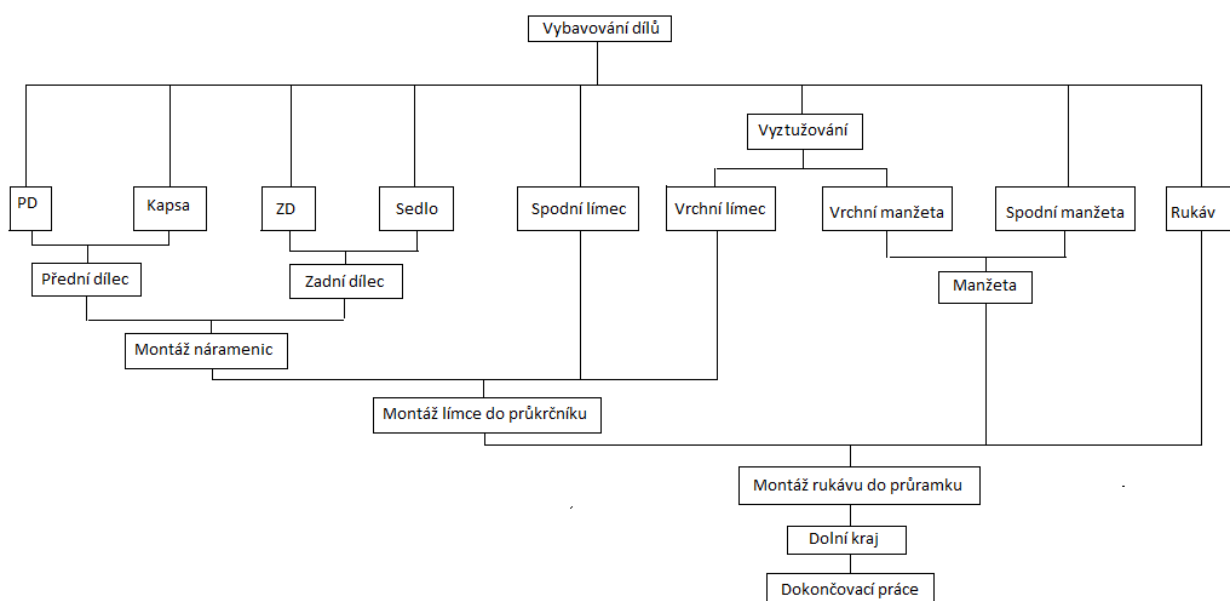 Vybavování dílů
Vyztužování
PD
Kapsa
ZD
Sedlo
Spodní límec
Vrchní límec
Vrchní manžeta
Spodní manžeta
Rukáv
Přední dílec
Zadní dílec
Manžeta
Montáž náramenic
Montáž límce do průkrčníku
Montáž rukávu do průramku
Dolní kraj
Dokončovací práce